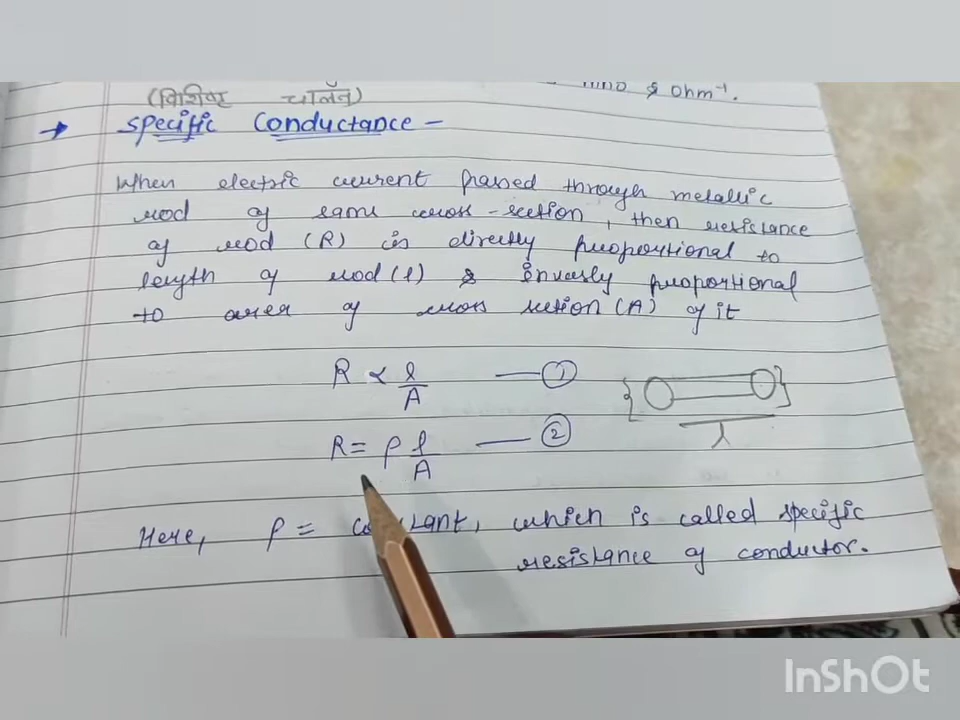 mho & ohm⁻¹.
(विशिष्ट चालन)
→ Specific Conductance –
When electric current passed through metallic
rod of same cross-section, then resistance
of rod (R) is directly proportional to
length of rod (l) & inversly proportional
to area of cross section (A) of it
R ∝ l/A —— ①
R = ρ l/A —— ②
Here, ρ = constant, which is called specific
resistance of conductor.
InShOt